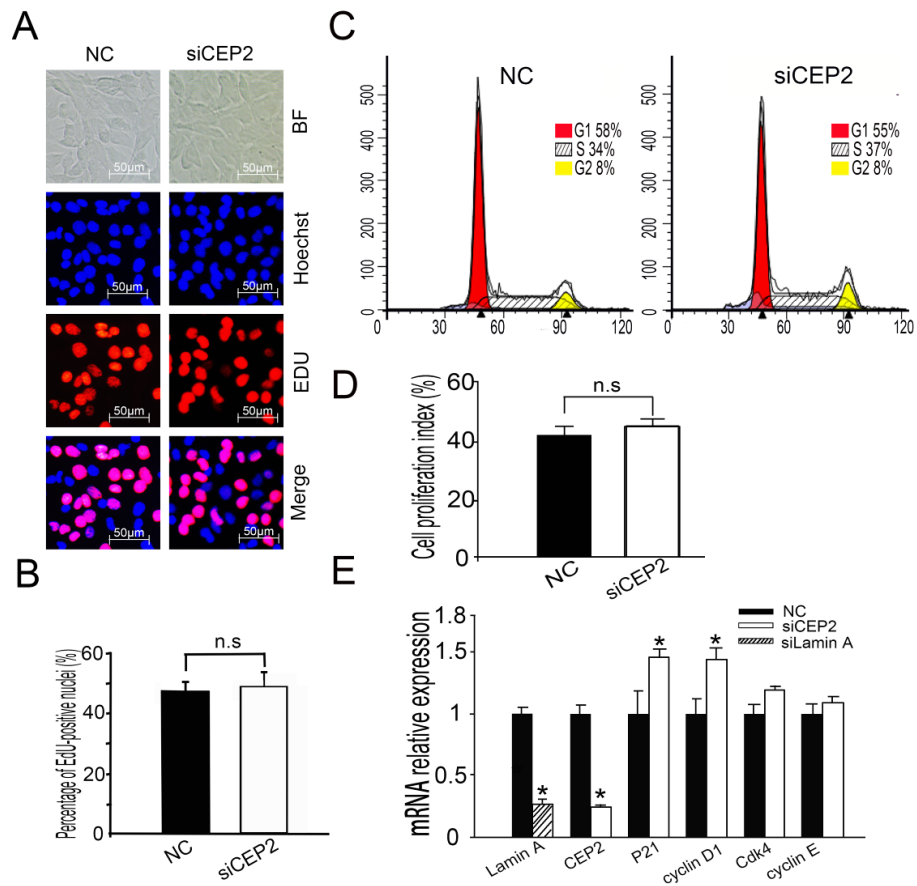 A
NC
siCEP2
BF
50μm
50μm
Hoechst
50μm
50μm
EDU
50μm
50μm
Merge
50μm
50μm
B
Percentage of EdU-positive nuclei (%)
60
40
20
0
n.s
NC
siCEP2
C
NC
500
400
300
200
100
0
G1 58%
S 34%
G2 8%
0
30
60
90
120
siCEP2
500
400
300
200
100
0
G1 55%
S 37%
G2 8%
0
30
60
90
120
D
Cell proliferation index (%)
60
40
20
0
n.s
NC
siCEP2
E
mRNA relative expression
1.8
1.5
1
0.5
0
NC
siCEP2
siLamin A
*
*
*
*
Lamin A
CEP2
P21
cyclin D1
Cdk4
cyclin E